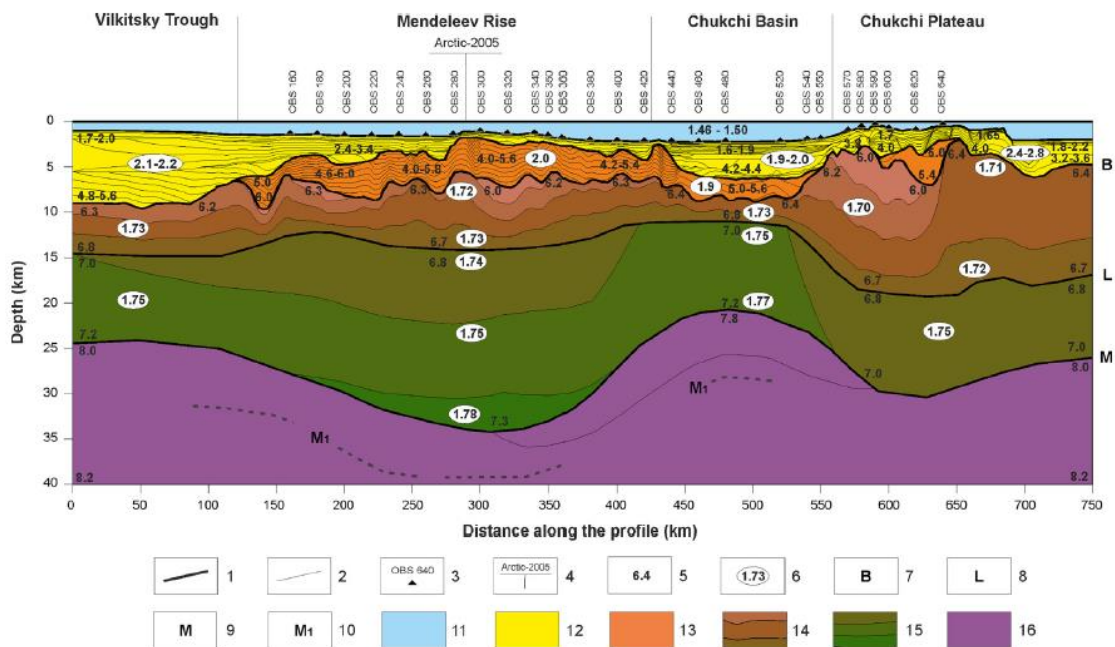 Vilkitsky Trough Mendeleev Rise Chukchi Basin Chukchi Plateau
Arctic-2005
OBS 160 OBS 180 OBS 200 OBS 220 OBS 240 OBS 260 OBS 280 OBS 300 OBS 320 OBS 340 OBS 350 OBS 360 OBS 380 OBS 400 OBS 420 OBS 440 OBS 460 OBS 480 OBS 520 OBS 540 OBS 550 OBS 570 OBS 580 OBS 590 OBS 600 OBS 620 OBS 640
0
1.7-2.0 1.46 - 1.50 1.7 1.65
2.4-3.4 1.6-1.9 3.4 4.0 4.0 1.8-2.2
5 2.1-2.2 4.6-6.0 4.0-5.8 4.0-5.6 2.0 4.2-5.4 4.2-4.4 1.9-2.0 6.2 6.0 5.0 6.4 1.71 2.4-2.8 3.2-3.6 B
4.8-5.6 5.0 6.0 6.3 6.3 1.72 6.0 6.2 6.3 6.4 1.9 5.0-5.6 6.4 6.0 5.4 6.4
10 6.3 6.2 1.70
1.73 6.7 1.73 6.8 1.73
15 6.8 7.0 6.8 1.74 7.0 1.75 6.7 6.8 1.72 6.7 6.8 L
20 1.75 1.75 7.2 1.77 7.8 1.75
25 7.2 8.0 7.0 7.0 8.0 M
30 1.78 7.3 M1
35 M1
40 8.2 8.2
Depth (km)
0 50 100 150 200 250 300 350 400 450 500 550 600 650 700 750
Distance along the profile (km)
1 2 OBS 640 3 Arctic-2005 4 6.4 5 1.73 6 B 7 L 8
M 9 M1 10 11 12 13 14 15 16